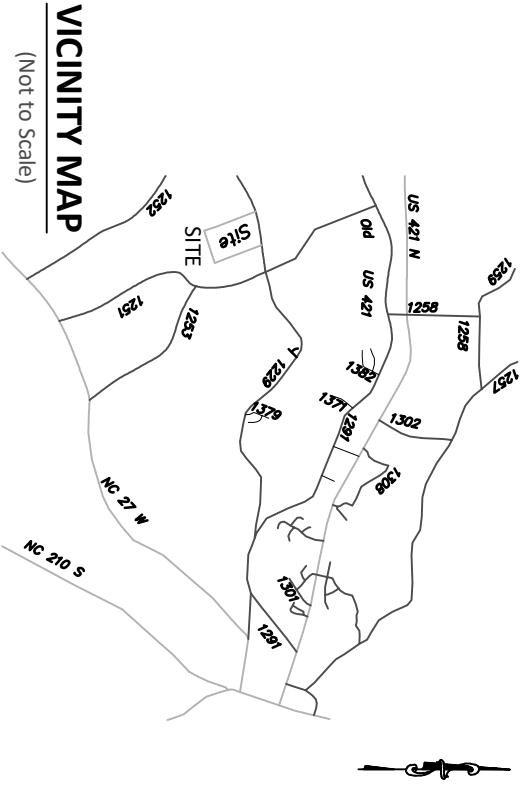 VICINITY MAP
(Not to Scale)
1259
1257
US 421 N
1258
1258
Old US 421
1302
1382
1371
1291
1308
1252
Site
SITE
1229
1379
1251
1253
1301
1291
NC 27 W
NC 210 S